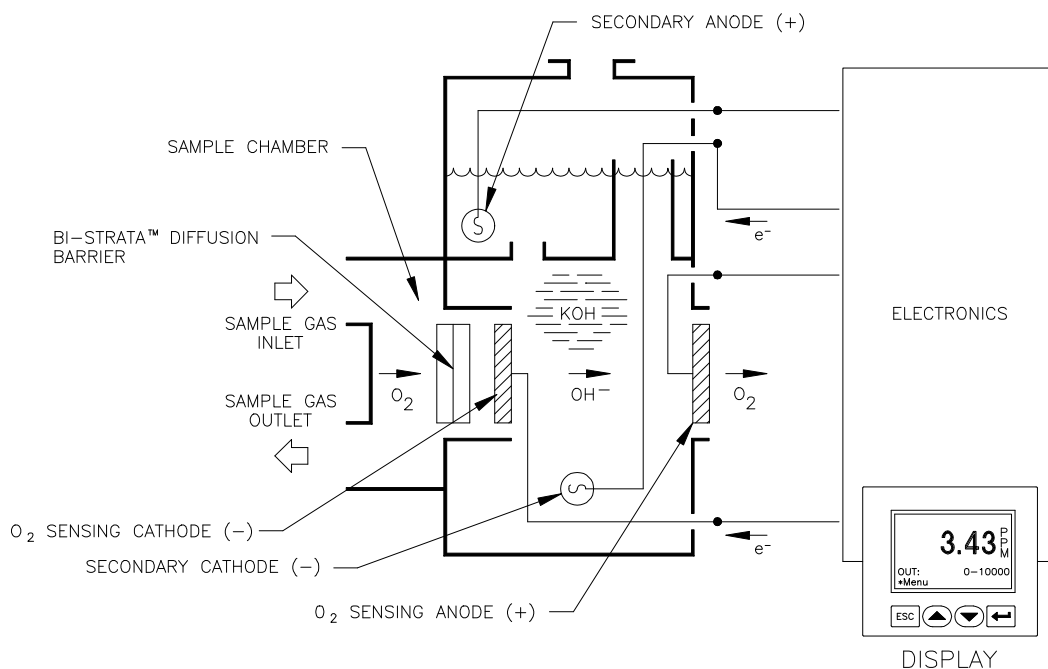 SECONDARY ANODE (+)
SAMPLE CHAMBER
BI-STRATA™ DIFFUSION
BARRIER
e⁻
KOH
ELECTRONICS
SAMPLE GAS
INLET
O₂
OH⁻
O₂
SAMPLE GAS
OUTLET
O₂ SENSING CATHODE (-)
e⁻
SECONDARY CATHODE (-)
O₂ SENSING ANODE (+)
3.43 PPM
OUT: 0-10000
*Menu
ESC
DISPLAY